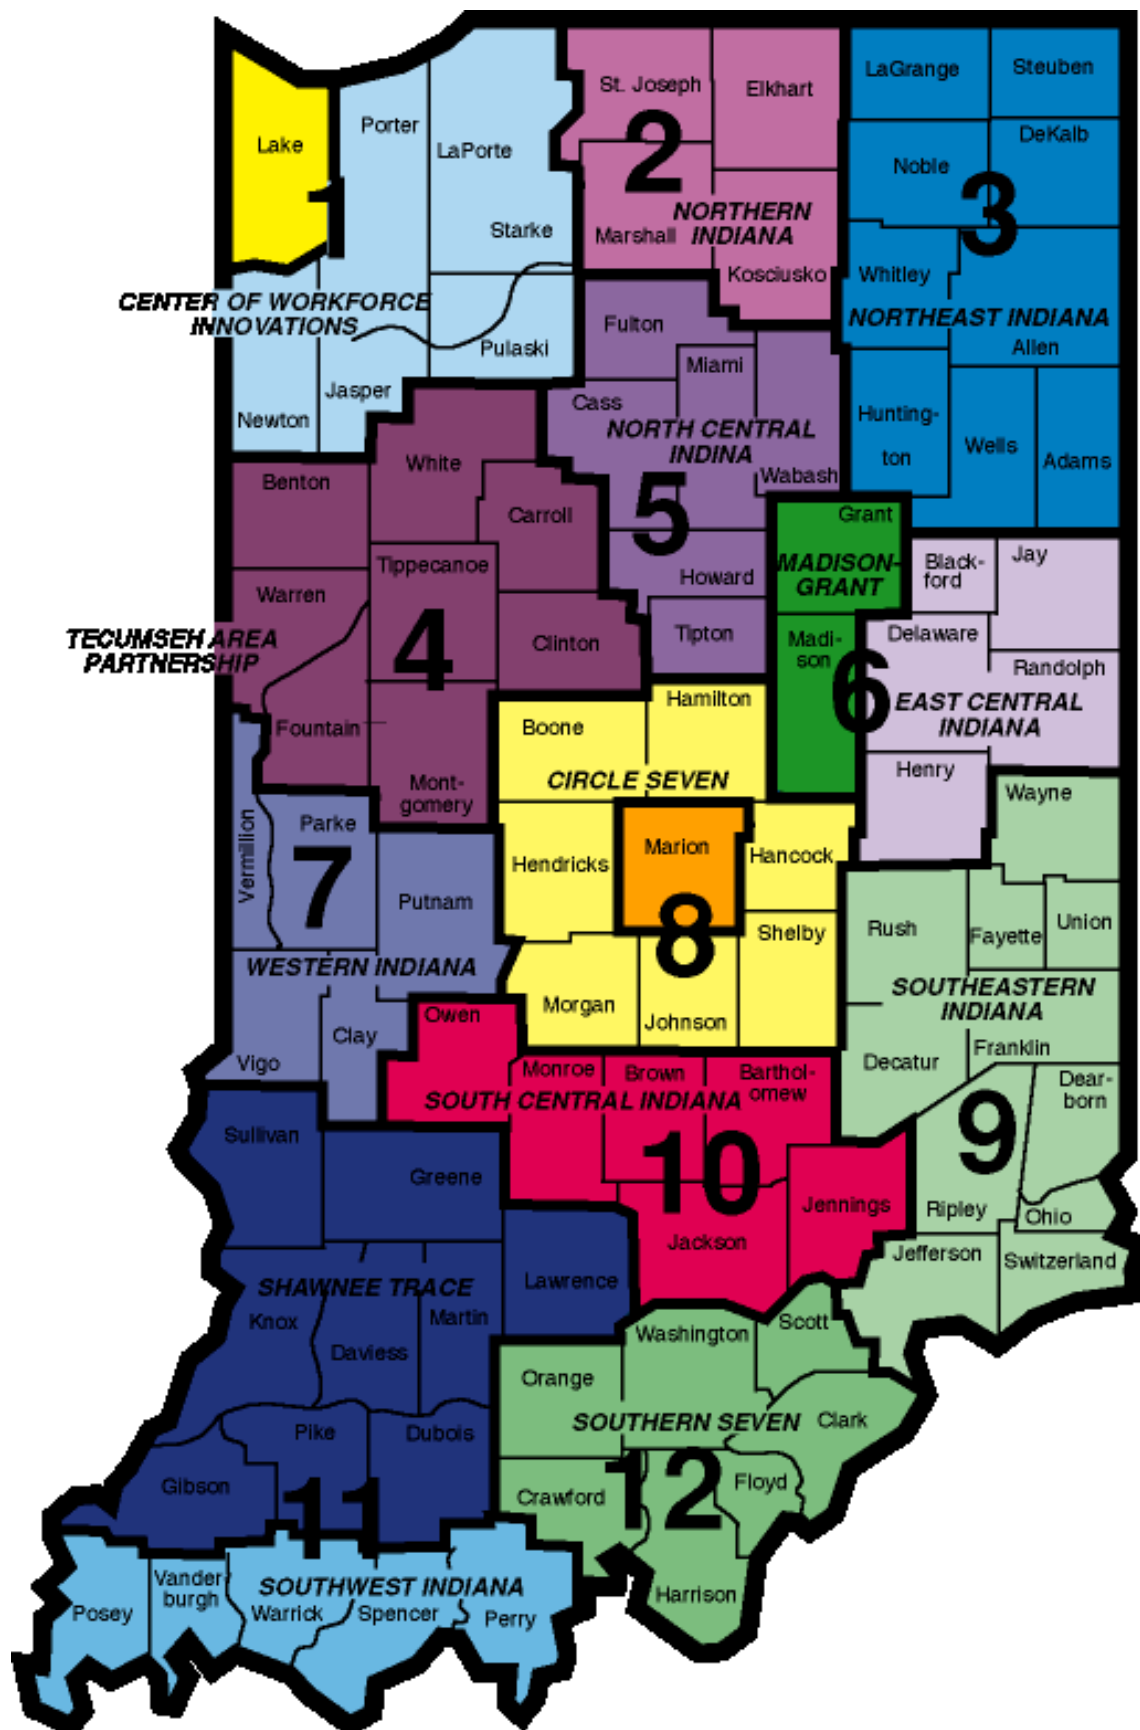 St. Joseph
Elkhart
LaGrange
Steuben
Lake
Porter
LaPorte
2
Noble
DeKalb
1
3
Starke
Marshall
NORTHERN
INDIANA
Kosciusko
Whitley
CENTER OF WORKFORCE
INNOVATIONS
NORTHEAST INDIANA
Allen
Pulaski
Fulton
Miami
Newton
Jasper
Cass
NORTH CENTRAL
INDINA
Wabash
Hunting-
ton
Wells
Adams
White
Benton
Carroll
5
Grant
Tippecanoe
Howard
MADISON-
GRANT
Black-
ford
Jay
Warren
TECUMSEH AREA
PARTNERSHIP
4
Clinton
Tipton
Madi-
son
6
Delaware
Randolph
EAST CENTRAL
INDIANA
Fountain
Mont-
gomery
Boone
Hamilton
CIRCLE SEVEN
Henry
Wayne
Vermillion
Parke
7
Putnam
Hendricks
Marion
Hancock
8
Shelby
Rush
Fayette
Union
WESTERN INDIANA
SOUTHEASTERN
INDIANA
Morgan
Johnson
Vigo
Clay
Owen
Decatur
Franklin
Monroe
Brown
Barthol-
omew
SOUTH CENTRAL INDIANA
Dear-
born
9
Sullivan
Greene
10
Jennings
Ripley
Ohio
Jackson
Jefferson
Switzerland
SHAWNEE TRACE
Lawrence
Knox
Daviess
Martin
Washington
Scott
Orange
SOUTHERN SEVEN
Clark
Pike
Dubois
Gibson
11
Crawford
12
Floyd
Harrison
SOUTHWEST INDIANA
Posey
Vander
burgh
Warrick
Spencer
Perry